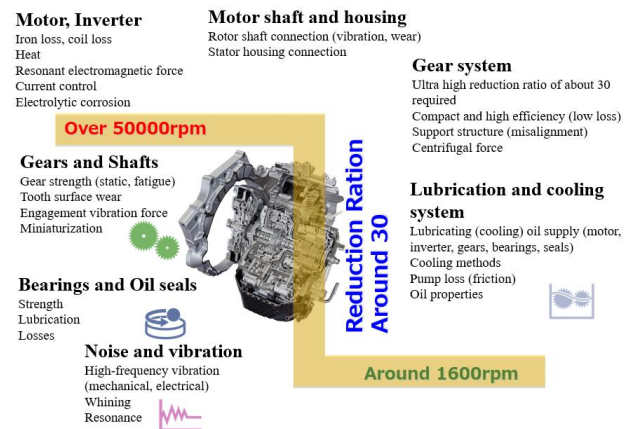 Motor, Inverter
Iron loss, coil loss
Heat
Resonant electromagnetic force
Current control
Electrolytic corrosion
Motor shaft and housing
Rotor shaft connection (vibration, wear)
Stator housing connection
Gear system
Ultra high reduction ratio of about 30
required
Compact and high efficiency (low loss)
Support structure (misalignment)
Centrifugal force
Over 50000rpm
Gears and Shafts
Gear strength (static, fatigue)
Tooth surface wear
Engagement vibration force
Miniaturization
Reduction Ration
Around 30
Lubrication and cooling
system
Lubricating (cooling) oil supply (motor,
inverter, gears, bearings, seals)
Cooling methods
Pump loss (friction)
Oil properties
Bearings and Oil seals
Strength
Lubrication
Losses
Noise and vibration
High-frequency vibration
(mechanical, electrical)
Whining
Resonance
Around 1600rpm